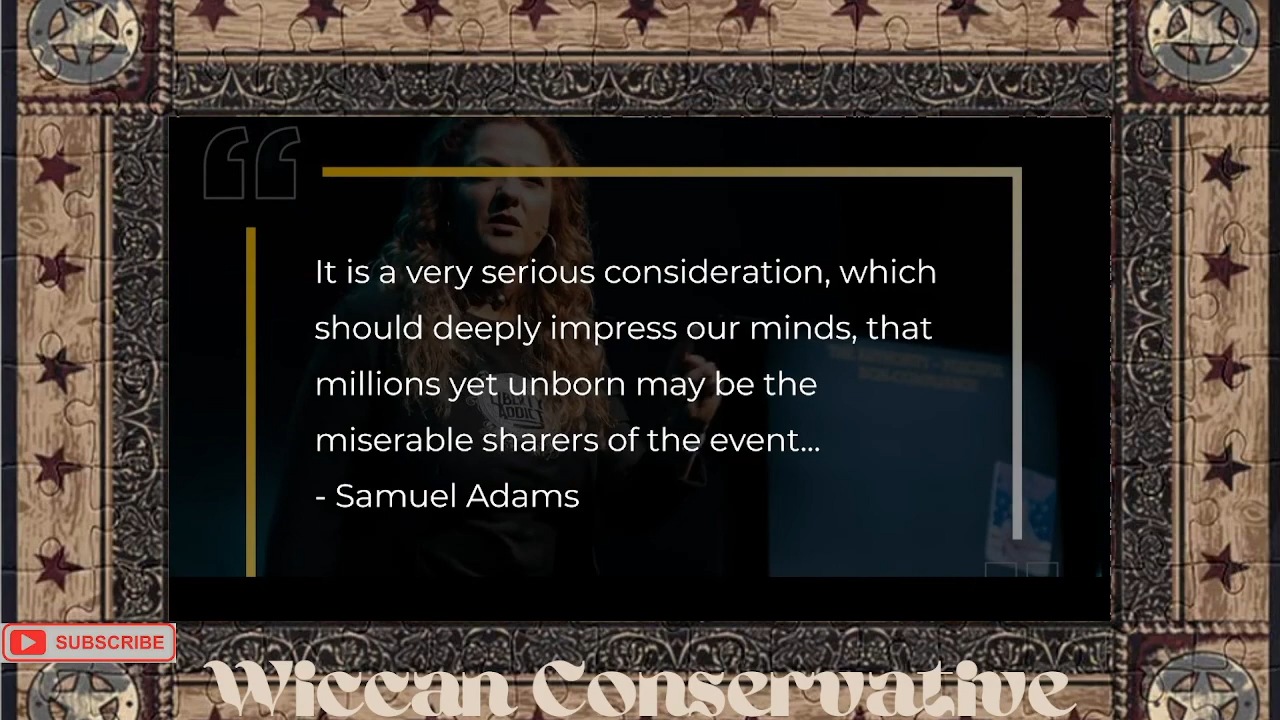 It is a very serious consideration, which
should deeply impress our minds, that
millions yet unborn may be the
miserable sharers of the event...
- Samuel Adams
SUBSCRIBE
Wiccan Conservative